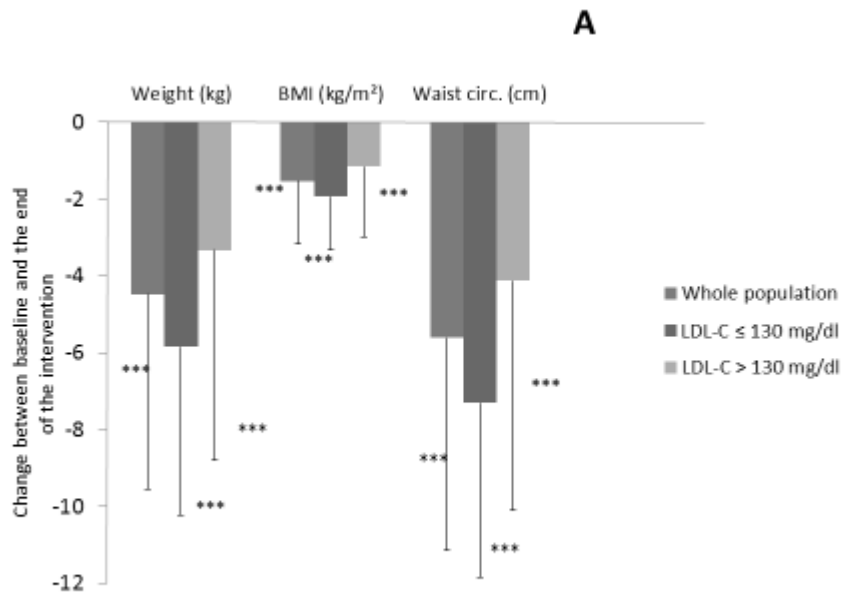 A
Weight (kg) BMI (kg/m²) Waist circ. (cm)
Change between baseline and the end
of the intervention
0
-2
-4
-6
-8
-10
-12
***
***
***
***
***
***
***
***
***
Whole population
LDL-C ≤ 130 mg/dl
LDL-C > 130 mg/dl